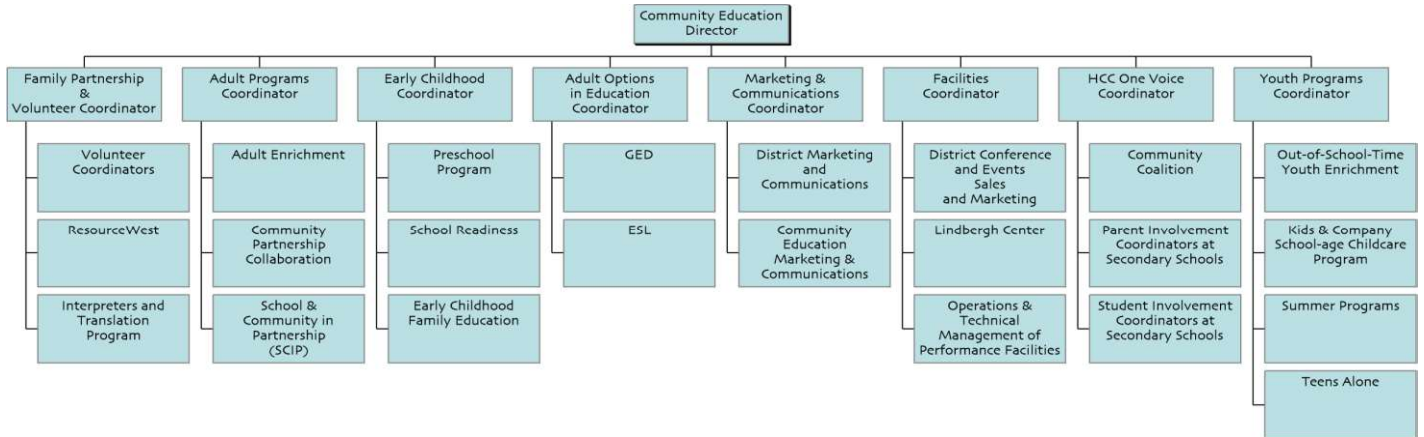 Community Education
Director
Family Partnership
&
Volunteer Coordinator
Adult Programs
Coordinator
Early Childhood
Coordinator
Adult Options
in Education
Coordinator
Marketing &
Communications
Coordinator
Facilities
Coordinator
HCC One Voice
Coordinator
Youth Programs
Coordinator
Volunteer
Coordinators
ResourceWest
Interpreters and
Translation
Program
Adult Enrichment
Community
Partnership
Collaboration
School &
Community in
Partnership
(SCIP)
Preschool
Program
School Readiness
Early Childhood
Family Education
GED
ESL
District Marketing
and
Communications
Community
Education
Marketing &
Communications
District Conference
and Events
Sales
and Marketing
Lindbergh Center
Operations &
Technical
Management of
Performance Facilities
Community
Coalition
Parent Involvement
Coordinators at
Secondary Schools
Student Involvement
Coordinators at
Secondary Schools
Out-of-School-Time
Youth Enrichment
Kids & Company
School-age Childcare
Program
Summer Programs
Teens Alone